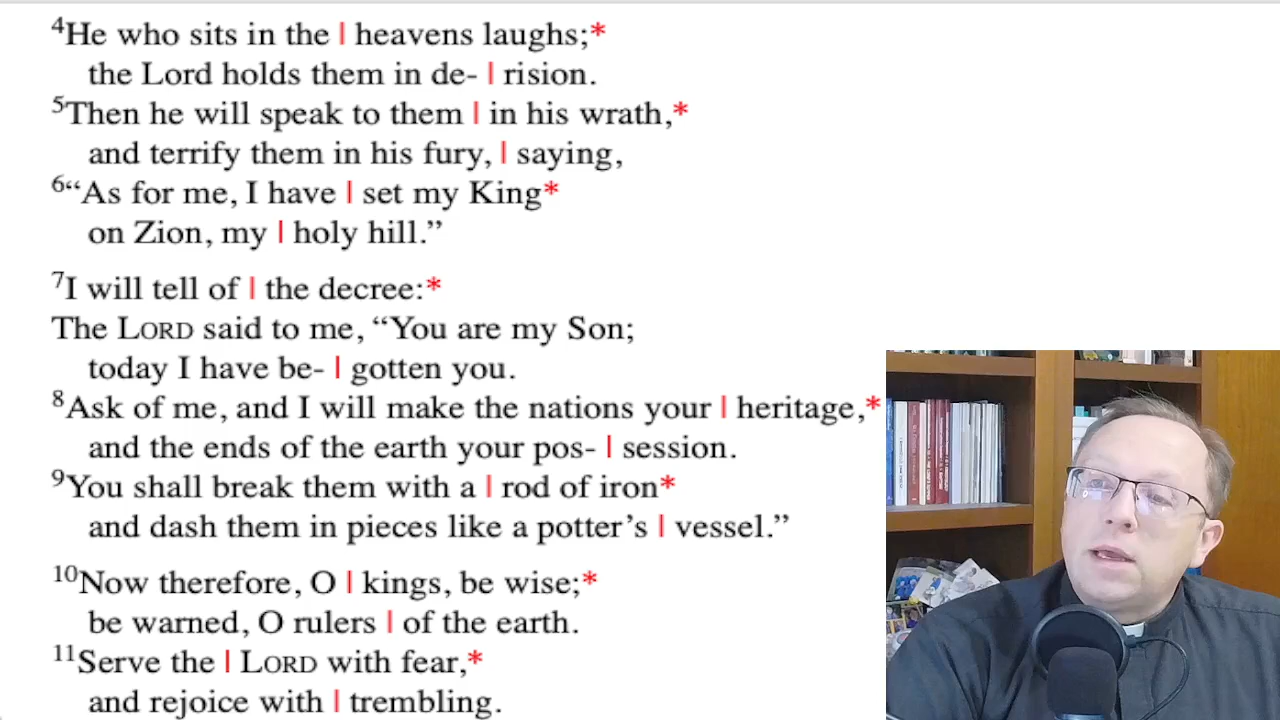 4He who sits in the | heavens laughs;*
the Lord holds them in de- | rision.
5Then he will speak to them | in his wrath,*
and terrify them in his fury, | saying,
6“As for me, I have | set my King*
on Zion, my | holy hill.”
7I will tell of | the decree:*
The LORD said to me, “You are my Son;
today I have be- | gotten you.
8Ask of me, and I will make the nations your | heritage,*
and the ends of the earth your pos- | session.
9You shall break them with a | rod of iron*
and dash them in pieces like a potter’s | vessel.”
10Now therefore, O | kings, be wise;*
be warned, O rulers | of the earth.
11Serve the | LORD with fear,*
and rejoice with | trembling.